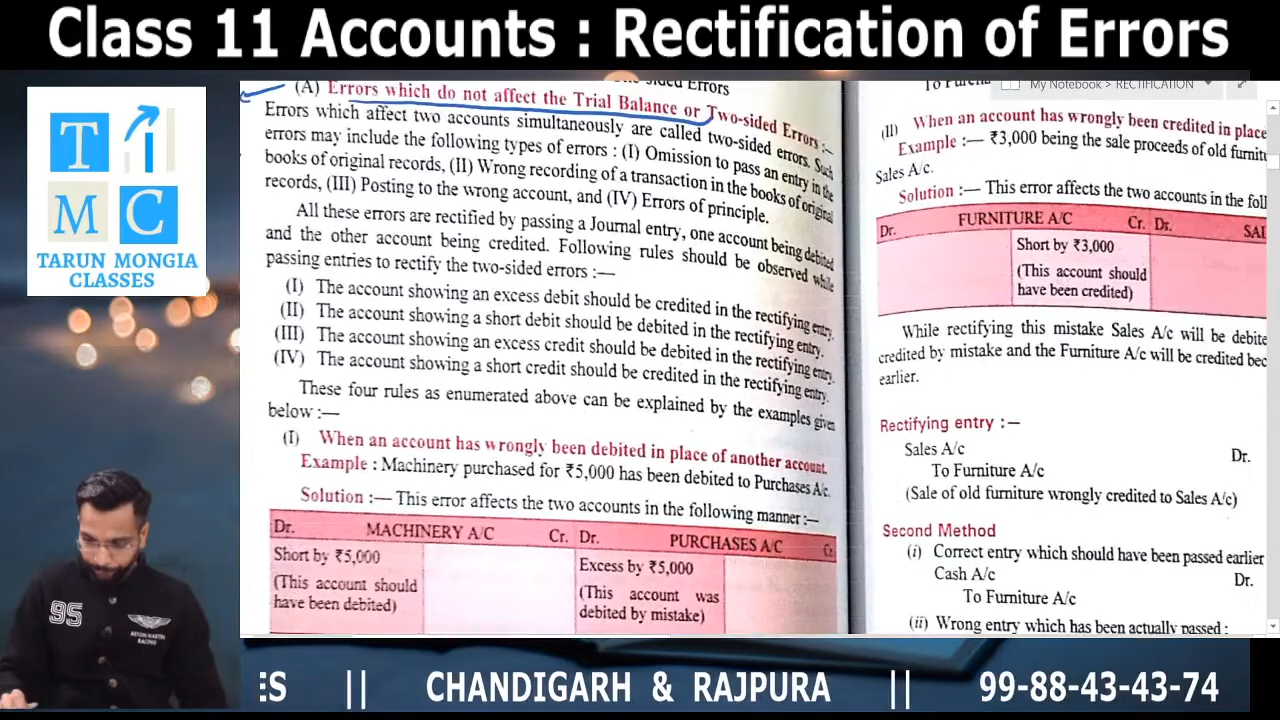 Class 11 Accounts : Rectification of Errors
T
M C
TARUN MONGIA
CLASSES
Errors
(A) Errors which do not affect the Trial Balance or Two-sided Errors :—
Errors which affect two accounts simultaneously are called two-sided errors. Such
errors may include the following types of errors : (I) Omission to pass an entry in the
books of original records, (II) Wrong recording of a transaction in the books of original
records, (III) Posting to the wrong account, and (IV) Errors of principle.
All these errors are rectified by passing a Journal entry, one account being debited
and the other account being credited. Following rules should be observed while
passing entries to rectify the two-sided errors :—
(I) The account showing an excess debit should be credited in the rectifying entry.
(II) The account showing a short debit should be debited in the rectifying entry.
(III) The account showing an excess credit should be debited in the rectifying entry.
(IV) The account showing a short credit should be credited in the rectifying entry.
These four rules as enumerated above can be explained by the examples given
below :—
(I) When an account has wrongly been debited in place of another account.
Example : Machinery purchased for ₹5,000 has been debited to Purchases A/c.
Solution :— This error affects the two accounts in the following manner :—
Dr. MACHINERY A/C Cr. Dr. PURCHASES A/C Cr.
Short by ₹5,000
(This account should
have been debited)
Excess by ₹5,000
(This account was
debited by mistake)
My Notebook > RECTIFICATION
(II) When an account has wrongly been credited in place
Example :— ₹3,000 being the sale proceeds of old furnit
Sales A/c.
Solution :— This error affects the two accounts in the foll
Dr. FURNITURE A/C Cr. Dr. SAL
Short by ₹3,000
(This account should
have been credited)
While rectifying this mistake Sales A/c will be debite
credited by mistake and the Furniture A/c will be credited bec
earlier.
Rectifying entry :—
Sales A/c Dr.
To Furniture A/c
(Sale of old furniture wrongly credited to Sales A/c)
Second Method
(i) Correct entry which should have been passed earlier
Cash A/c Dr.
To Furniture A/c
(ii) Wrong entry which has been actually passed :
95
ASTON MARTIN
RACING
ES || CHANDIGARH & RAJPURA || 99-88-43-43-74